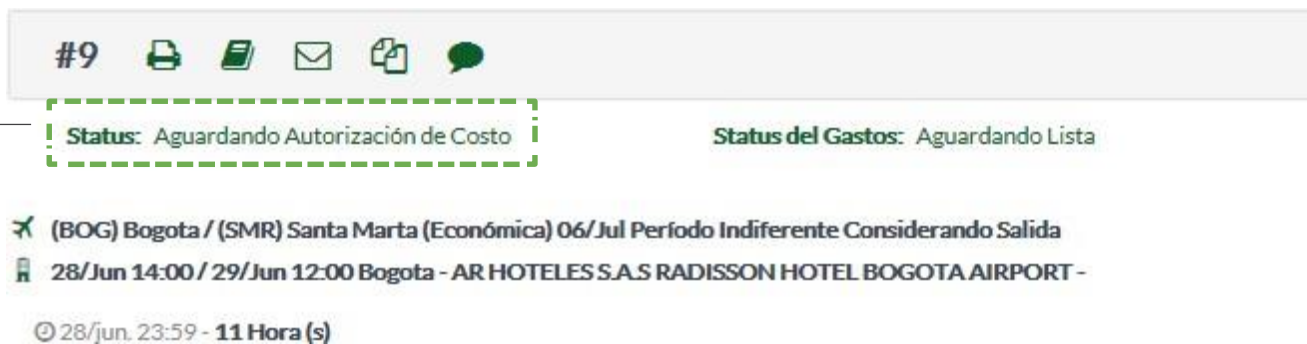 #9
Status: Aguardando Autorización de Costo
Status del Gastos: Aguardando Lista
(BOG) Bogota / (SMR) Santa Marta (Económica) 06/Jul Período Indiferente Considerando Salida
28/Jun 14:00 / 29/Jun 12:00 Bogota - AR HOTELES S.A.S RADISSON HOTEL BOGOTA AIRPORT -
28/jun. 23:59 - 11 Hora (s)